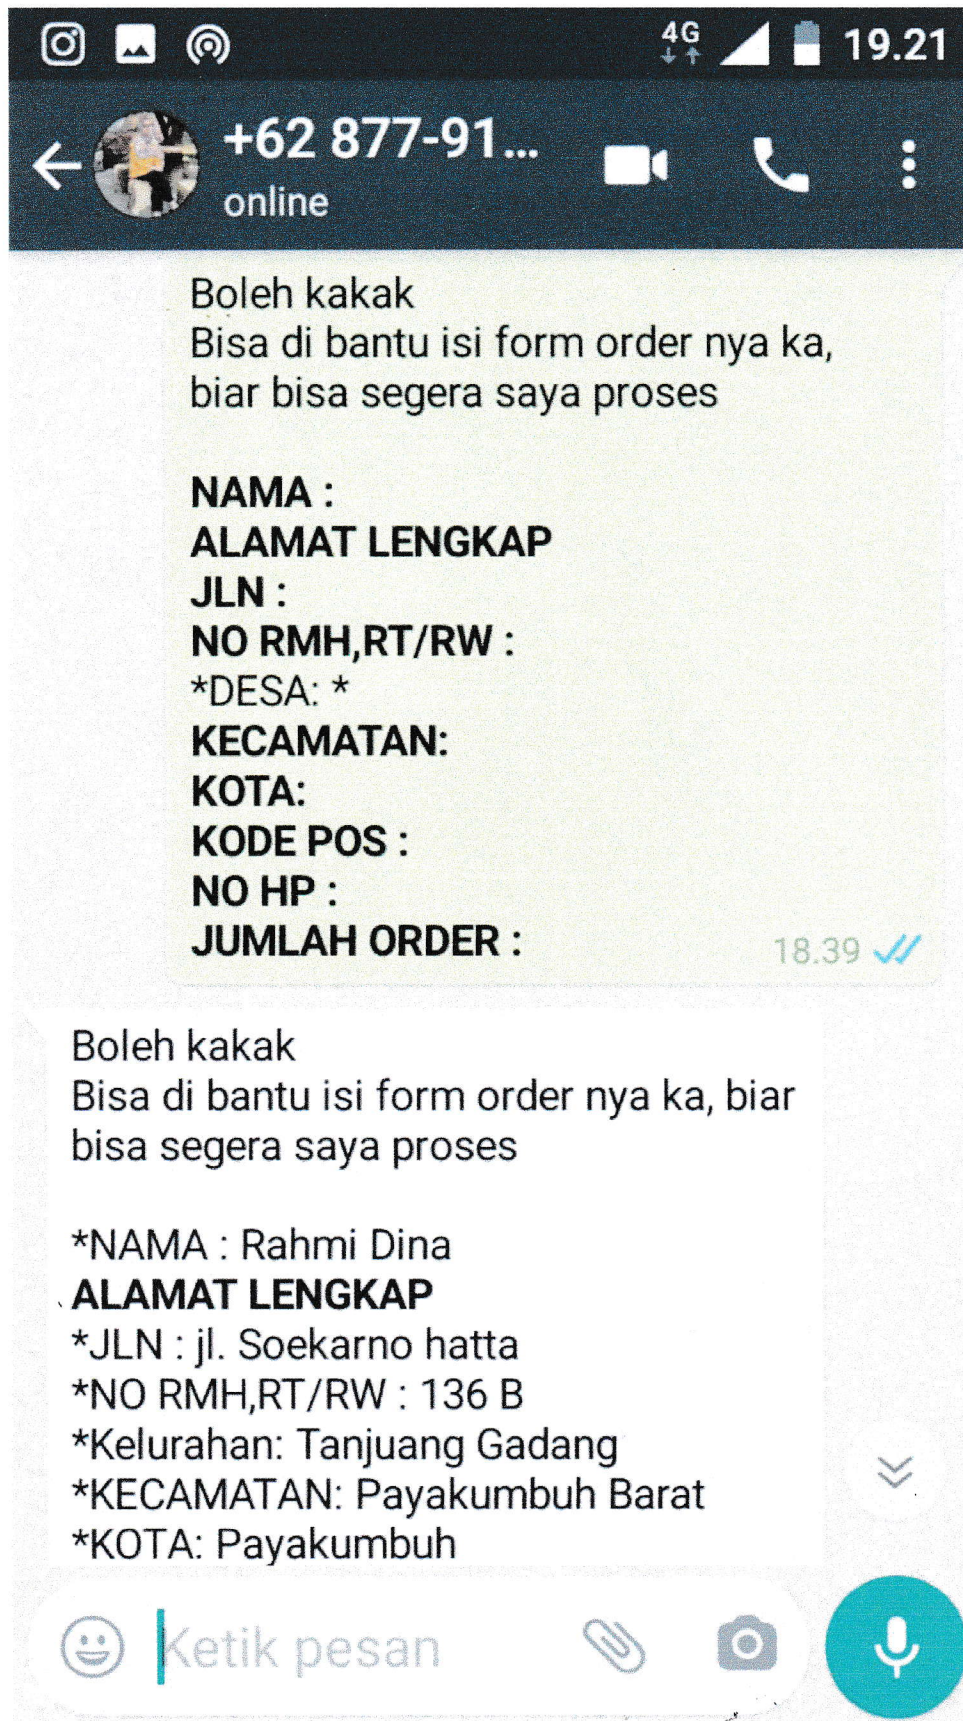 4G
19.21
+62 877-91...
online
Boleh kakak
Bisa di bantu isi form order nya ka,
biar bisa segera saya proses
NAMA :
ALAMAT LENGKAP
JLN :
NO RMH,RT/RW :
*DESA: *
KECAMATAN:
KOTA:
KODE POS :
NO HP :
JUMLAH ORDER :
18.39
Boleh kakak
Bisa di bantu isi form order nya ka, biar
bisa segera saya proses
*NAMA : Rahmi Dina
ALAMAT LENGKAP
*JLN : jl. Soekarno hatta
*NO RMH,RT/RW : 136 B
*Kelurahan: Tanjuang Gadang
*KECAMATAN: Payakumbuh Barat
*KOTA: Payakumbuh
Ketik pesan